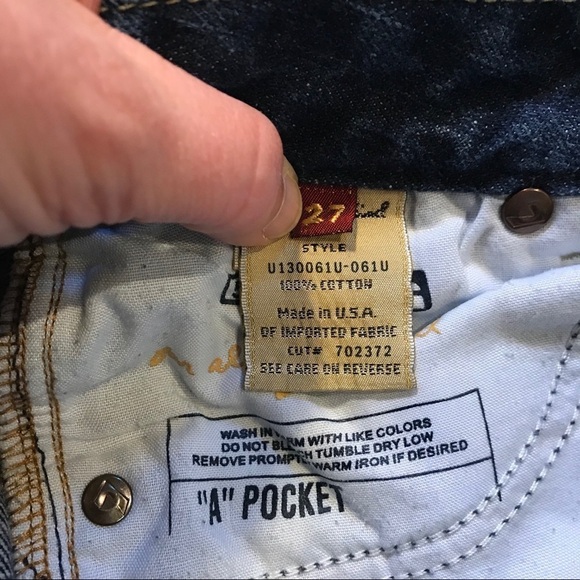 27
STYLE
U130061U-061U
100% COTTON
Made in U.S.A.
OF IMPORTED FABRIC
CUT# 702372
SEE CARE ON REVERSE
WASH IN WARM WITH LIKE COLORS
DO NOT TUMBLE DRY LOW
REMOVE WARM IRON IF DESIRED
"A" POCKET